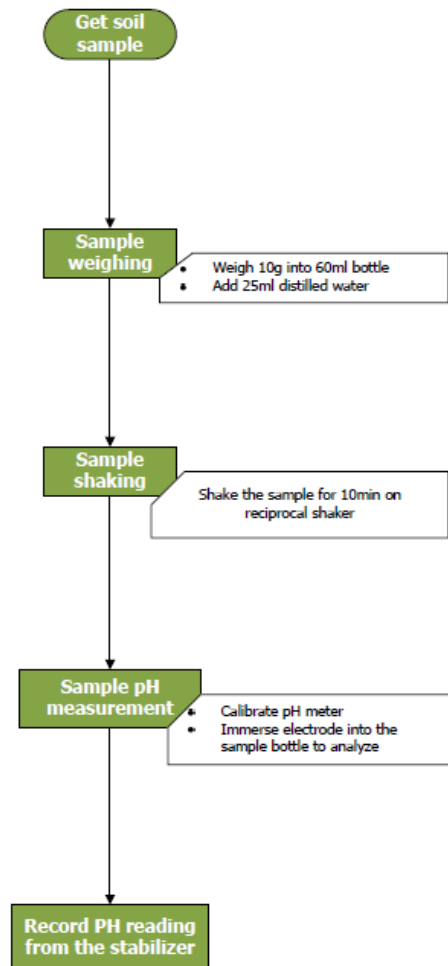 Get soil
sample
Sample
weighing
• Weigh 10g into 60ml bottle
• Add 25ml distilled water
Sample
shaking
Shake the sample for 10min on
reciprocal shaker
Sample pH
measurement
• Calibrate pH meter
• Immerse electrode into the
sample bottle to analyze
Record PH reading
from the stabilizer